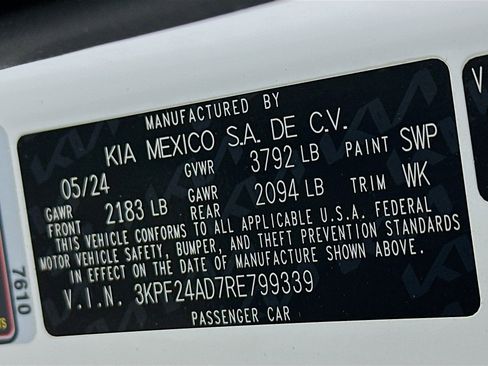 MANUFACTURED BY
KIA MEXICO S.A. DE C.V.
05/24 GVWR 3792 LB PAINT SWP
GAWR FRONT 2183 LB GAWR REAR 2094 LB TRIM WK
THIS VEHICLE CONFORMS TO ALL APPLICABLE U.S.A. FEDERAL
MOTOR VEHICLE SAFETY, BUMPER, AND THEFT PREVENTION STANDARDS
IN EFFECT ON THE DATE OF MANUFACTURE SHOWN ABOVE.
V.I.N. 3KPF24AD7RE799339
PASSENGER CAR
7610
V